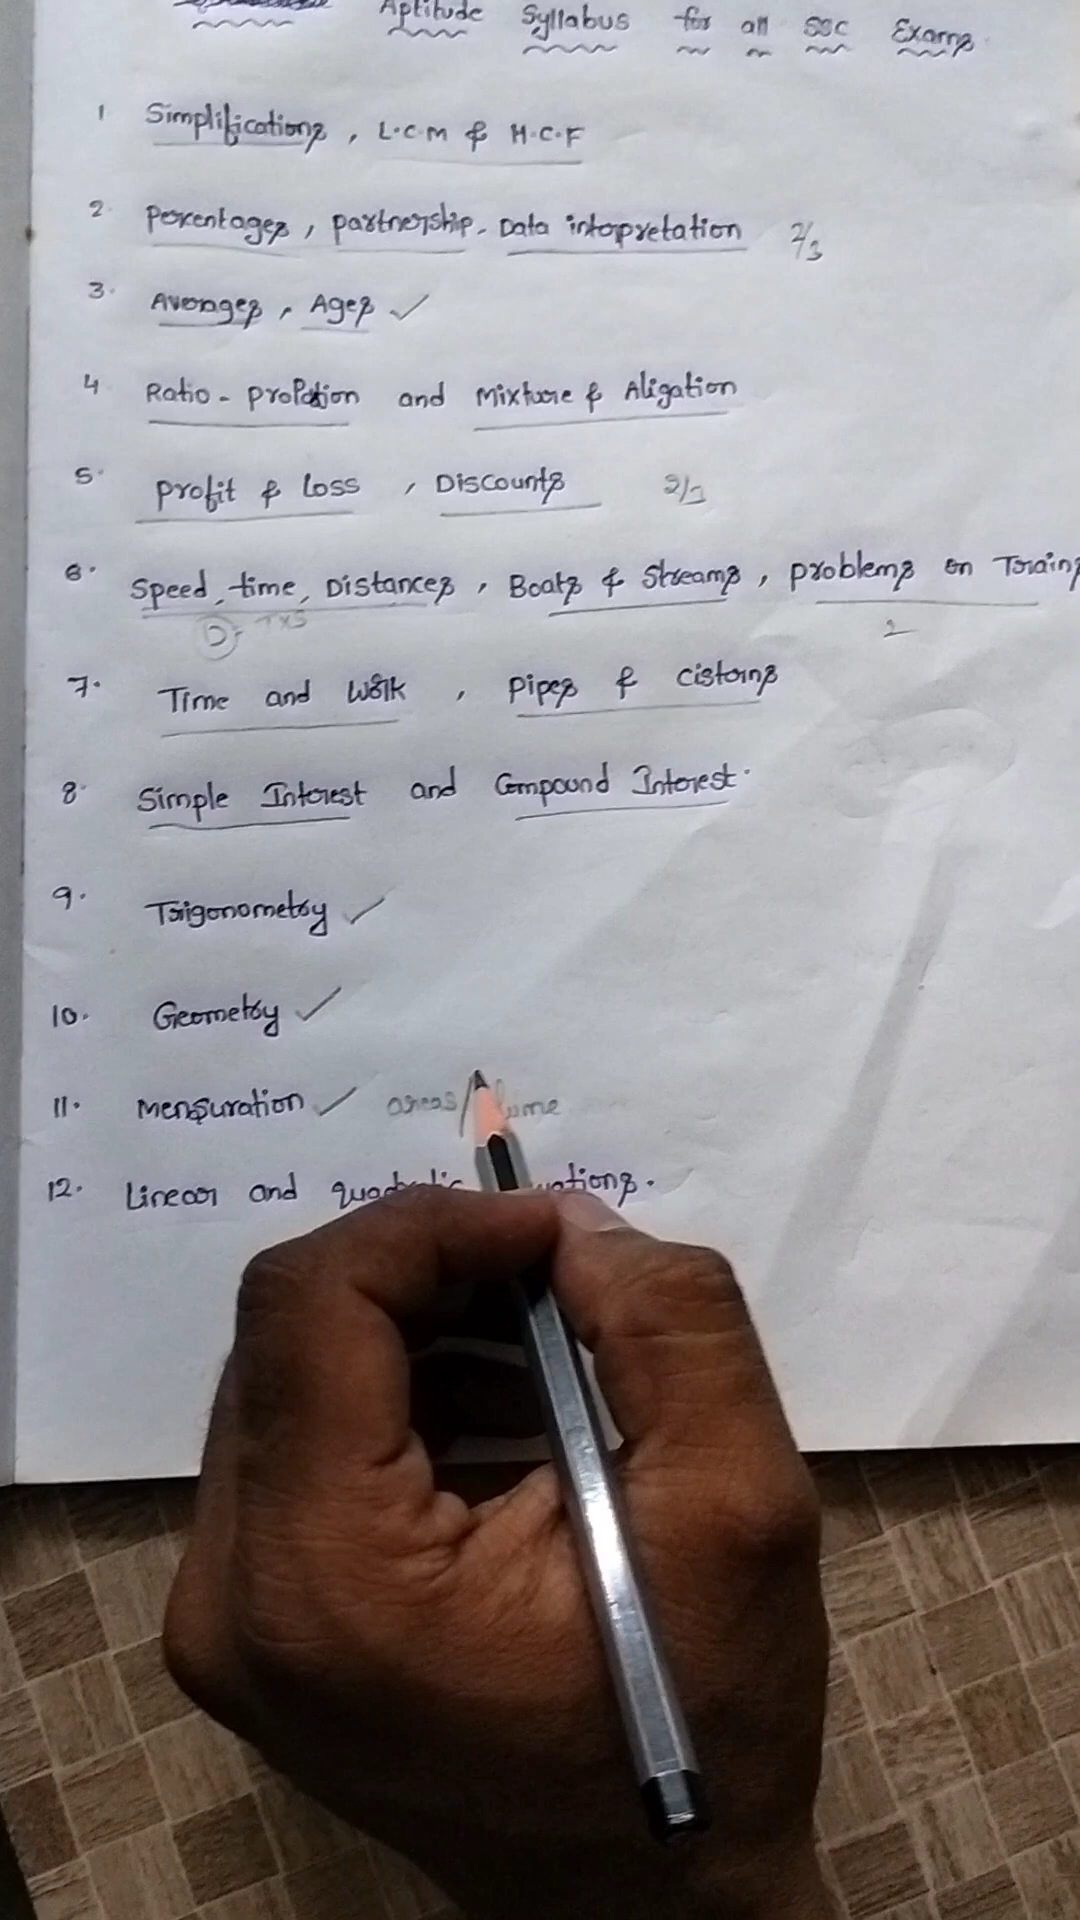 Aptitude Syllabus for all SSC Exams
1 Simplifications, L.C.M & H.C.F
2. Percentages, partnership, Data interpretation 2/3
3. Averages, Ages ✓
4 Ratio - Proportion and Mixture & Aligation
5. Profit & Loss, Discounts
6. Speed, time, Distances, Boats & Streams, problems on Trains
D = T×S 2
7. Time and Work, Pipes & cisterns
8. Simple Interest and Compound Interest.
9. Trigonometry ✓
10. Geometry ✓
11. Mensuration ✓ areas/
12. Linear and